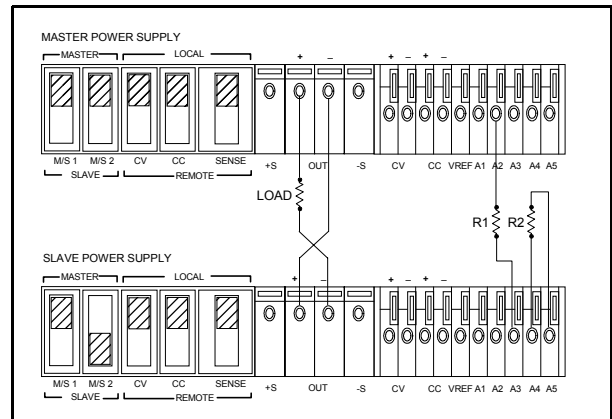 MASTER POWER SUPPLY
MASTER LOCAL
+ – + – + –
M/S 1 M/S 2 CV CC SENSE +S OUT -S CV CC VREF A1 A2 A3 A4 A5
SLAVE REMOTE
LOAD R1 R2
SLAVE POWER SUPPLY
MASTER LOCAL
+ – + – + –
M/S 1 M/S 2 CV CC SENSE +S OUT -S CV CC VREF A1 A2 A3 A4 A5
SLAVE REMOTE